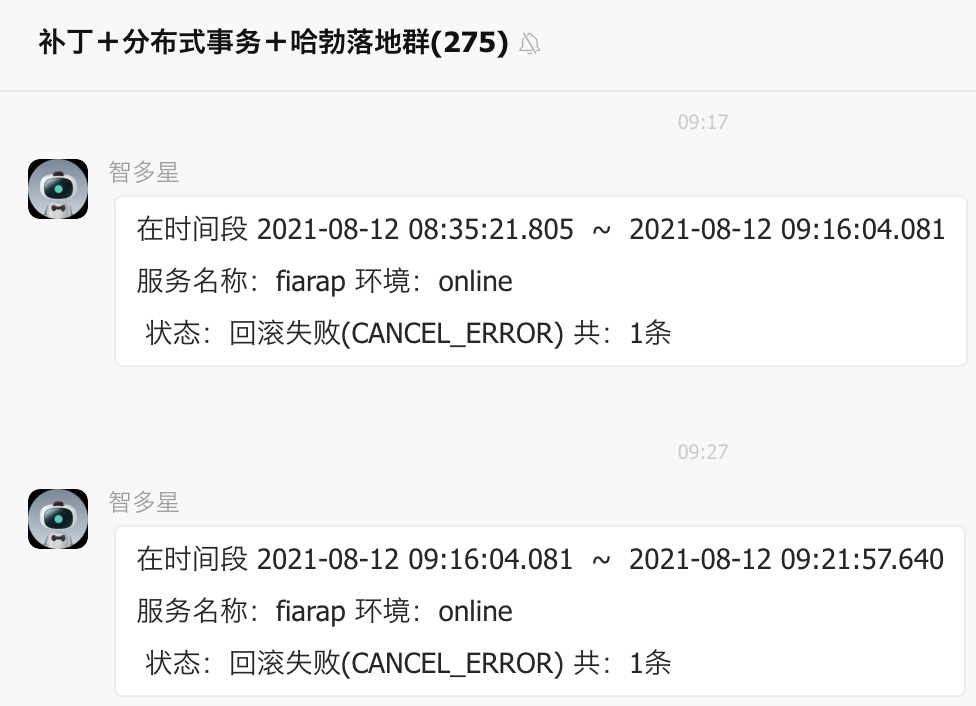 补丁＋分布式事务＋哈勃落地群(275)
09:17
智多星
在时间段 2021-08-12 08:35:21.805 ～ 2021-08-12 09:16:04.081
服务名称：fiarap 环境：online
状态：回滚失败(CANCEL_ERROR) 共：1条
09:27
智多星
在时间段 2021-08-12 09:16:04.081 ～ 2021-08-12 09:21:57.640
服务名称：fiarap 环境：online
状态：回滚失败(CANCEL_ERROR) 共：1条